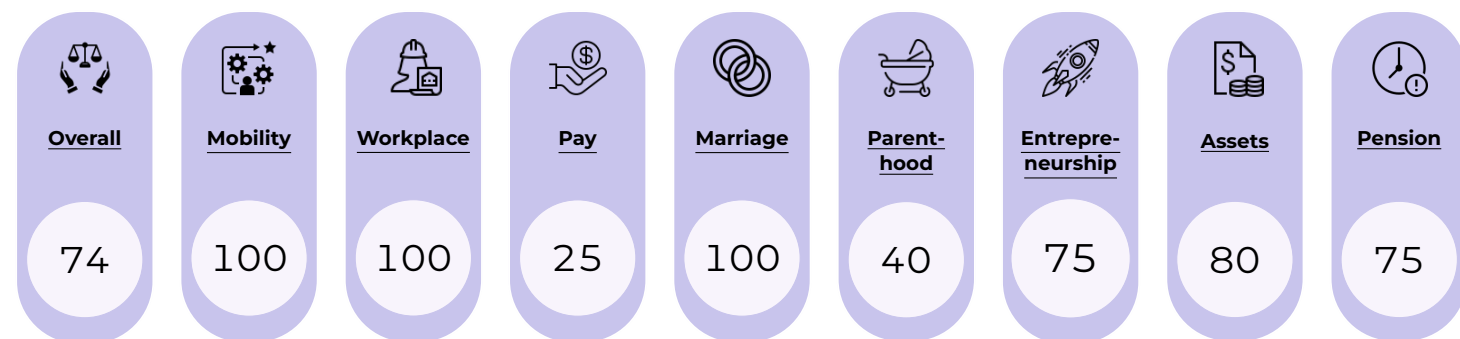 Overall
74
Mobility
100
Workplace
100
Pay
25
Marriage
100
Parent-
hood
40
Entrepre-
neurship
75
$
Assets
80
Pension
75